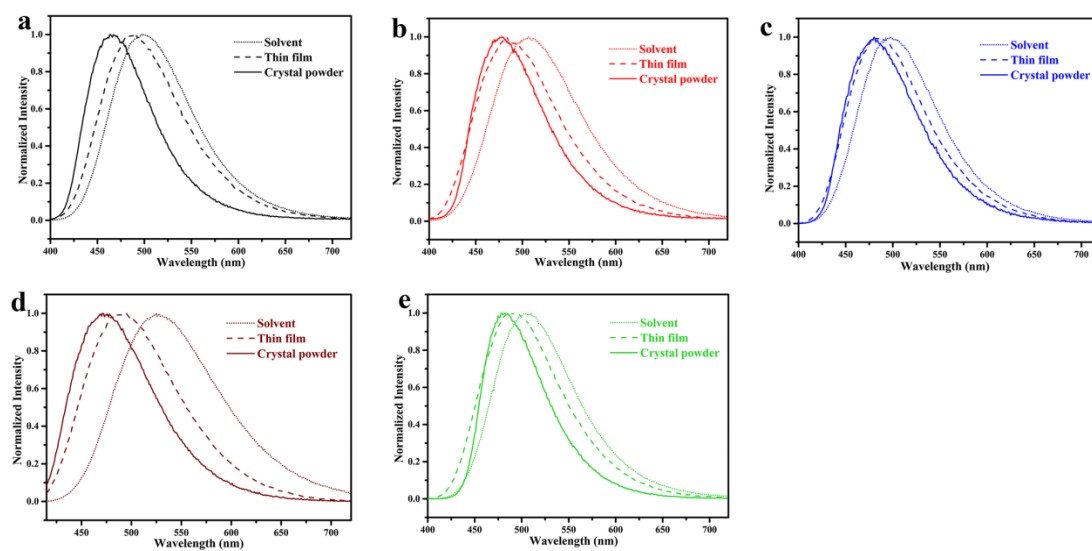 a
Solvent
Thin film
Crystal powder
Normalized Intensity
1.0
0.8
0.6
0.4
0.2
0.0
400 450 500 550 600 650 700
Wavelength (nm)
b
Solvent
Thin film
Crystal powder
Normalized Intensity
1.0
0.8
0.6
0.4
0.2
0.0
400 450 500 550 600 650 700
Wavelength (nm)
c
Solvent
Thin film
Crystal powder
Normalized Intensity
1.0
0.8
0.6
0.4
0.2
0.0
400 450 500 550 600 650 700
Wavelength (nm)
d
Solvent
Thin film
Crystal powder
Normalized Intensity
1.0
0.8
0.6
0.4
0.2
0.0
450 500 550 600 650 700
Wavelength (nm)
e
Solvent
Thin film
Crystal powder
Normalized Intensity
1.0
0.8
0.6
0.4
0.2
0.0
400 450 500 550 600 650 700
Wavelength (nm)